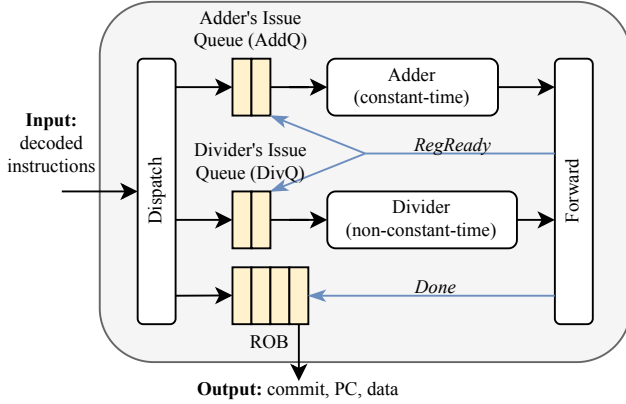 Adder's Issue
Queue (AddQ)
Adder
(constant-time)
Input:
decoded
instructions
Dispatch
RegReady
Forward
Divider's Issue
Queue (DivQ)
Divider
(non-constant-time)
Done
ROB
Output: commit, PC, data